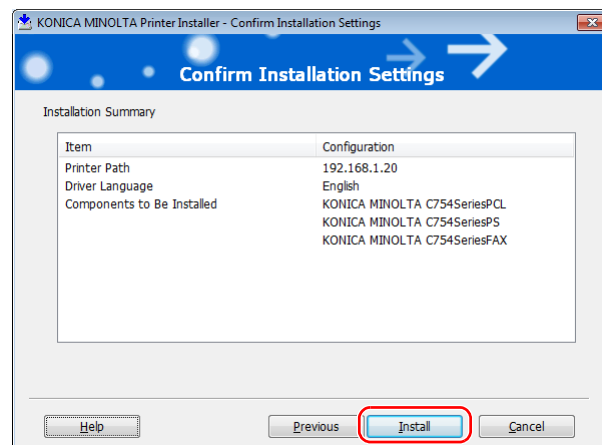 KONICA MINOLTA Printer Installer - Confirm Installation Settings
Confirm Installation Settings
Installation Summary
Item Configuration
Printer Path 192.168.1.20
Driver Language English
Components to Be Installed KONICA MINOLTA C754SeriesPCL
KONICA MINOLTA C754SeriesPS
KONICA MINOLTA C754SeriesFAX
Help Previous Install Cancel